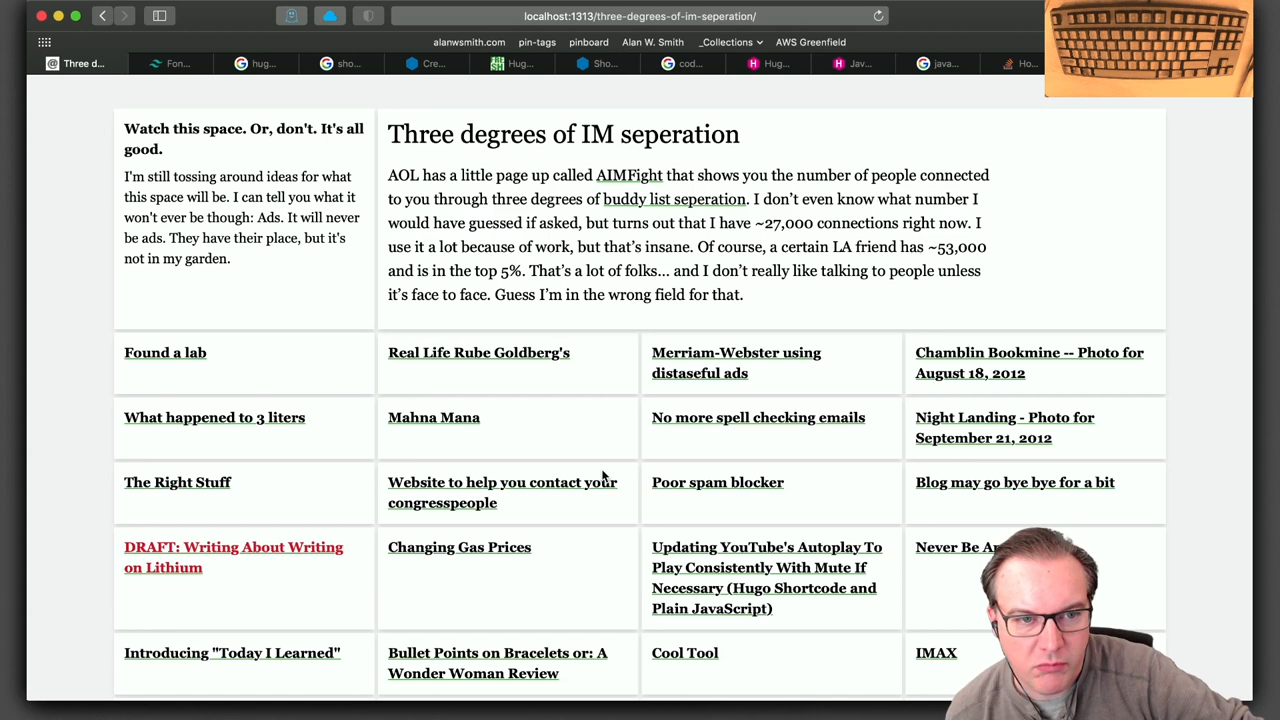 localhost:1313/three-degrees-of-im-seperation/
alanwsmith.com pin-tags pinboard Alan W. Smith _Collections AWS Greenfield
Three d... Fon... hug... sho... Cre... Hug... Sho... cod... Hug... Jav... java... Ho...
Watch this space. Or, don't. It's all
good.
I'm still tossing around ideas for what
this space will be. I can tell you what it
won't ever be though: Ads. It will never
be ads. They have their place, but it's
not in my garden.
Three degrees of IM seperation
AOL has a little page up called AIMFight that shows you the number of people connected
to you through three degrees of buddy list seperation. I don’t even know what number I
would have guessed if asked, but turns out that I have ~27,000 connections right now. I
use it a lot because of work, but that’s insane. Of course, a certain LA friend has ~53,000
and is in the top 5%. That’s a lot of folks… and I don’t really like talking to people unless
it’s face to face. Guess I’m in the wrong field for that.
Found a lab
Real Life Rube Goldberg's
Merriam-Webster using
distaseful ads
Chamblin Bookmine -- Photo for
August 18, 2012
What happened to 3 liters
Mahna Mana
No more spell checking emails
Night Landing - Photo for
September 21, 2012
The Right Stuff
Website to help you contact your
congresspeople
Poor spam blocker
Blog may go bye bye for a bit
DRAFT: Writing About Writing
on Lithium
Changing Gas Prices
Updating YouTube's Autoplay To
Play Consistently With Mute If
Necessary (Hugo Shortcode and
Plain JavaScript)
Never Be
Introducing "Today I Learned"
Bullet Points on Bracelets or: A
Wonder Woman Review
Cool Tool
IMAX